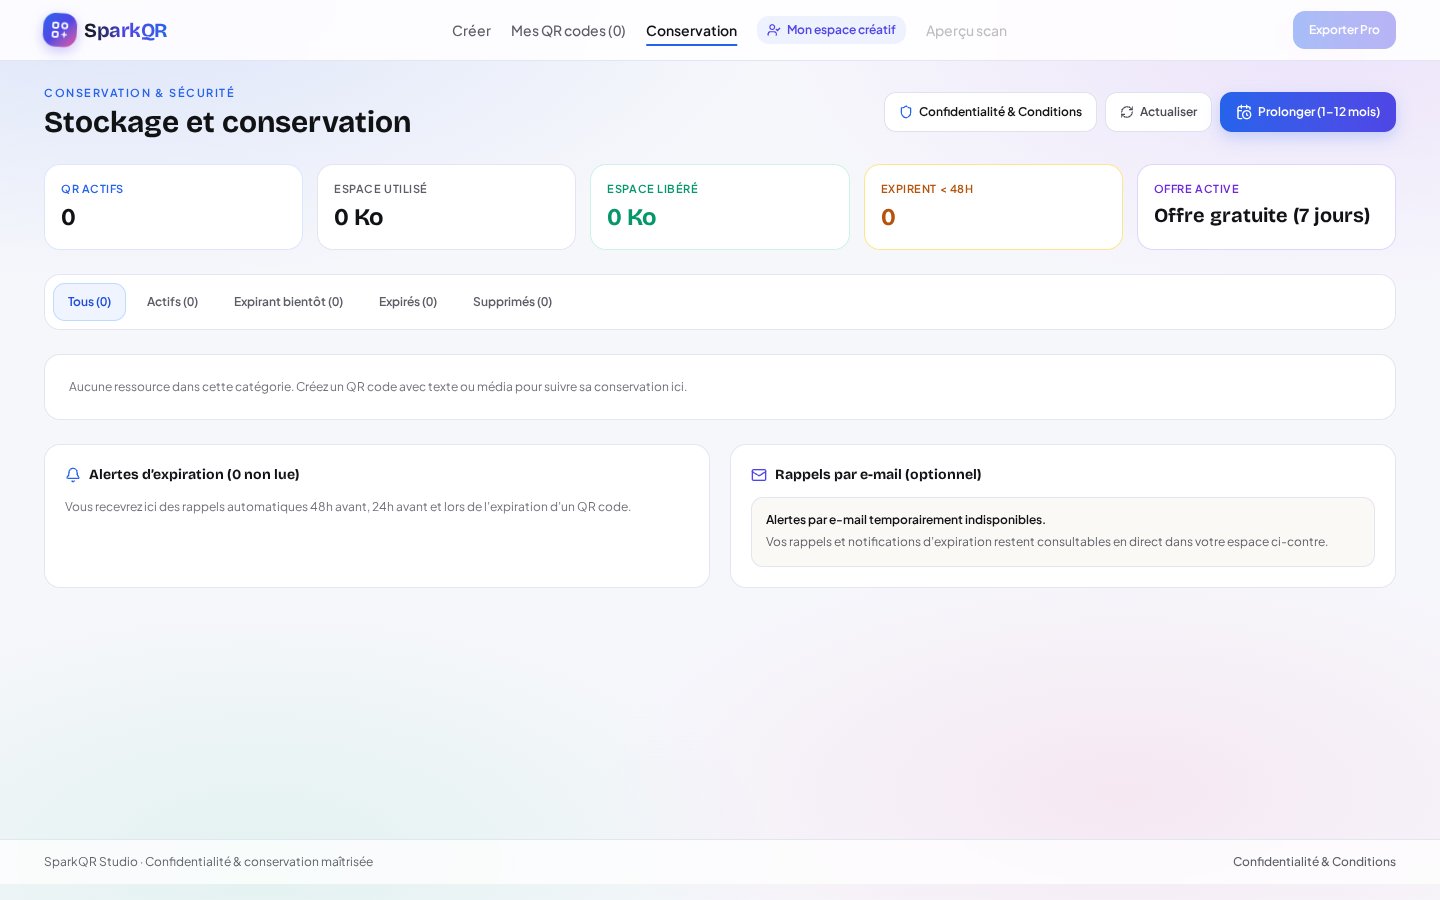 SparkQR
Créer
Mes QR codes (0)
Conservation
Mon espace créatif
Aperçu scan
Exporter Pro
CONSERVATION & SÉCURITÉ
Stockage et conservation
Confidentialité & Conditions
Actualiser
Prolonger (1–12 mois)
QR ACTIFS
0
ESPACE UTILISÉ
0 Ko
ESPACE LIBÉRÉ
0 Ko
EXPIRENT < 48H
0
OFFRE ACTIVE
Offre gratuite (7 jours)
Tous (0)
Actifs (0)
Expirant bientôt (0)
Expirés (0)
Supprimés (0)
Aucune ressource dans cette catégorie. Créez un QR code avec texte ou média pour suivre sa conservation ici.
Alertes d'expiration (0 non lue)
Vous recevrez ici des rappels automatiques 48h avant, 24h avant et lors de l'expiration d'un QR code.
Rappels par e-mail (optionnel)
Alertes par e-mail temporairement indisponibles.
Vos rappels et notifications d'expiration restent consultables en direct dans votre espace ci-contre.
SparkQR Studio · Confidentialité & conservation maîtrisée
Confidentialité & Conditions